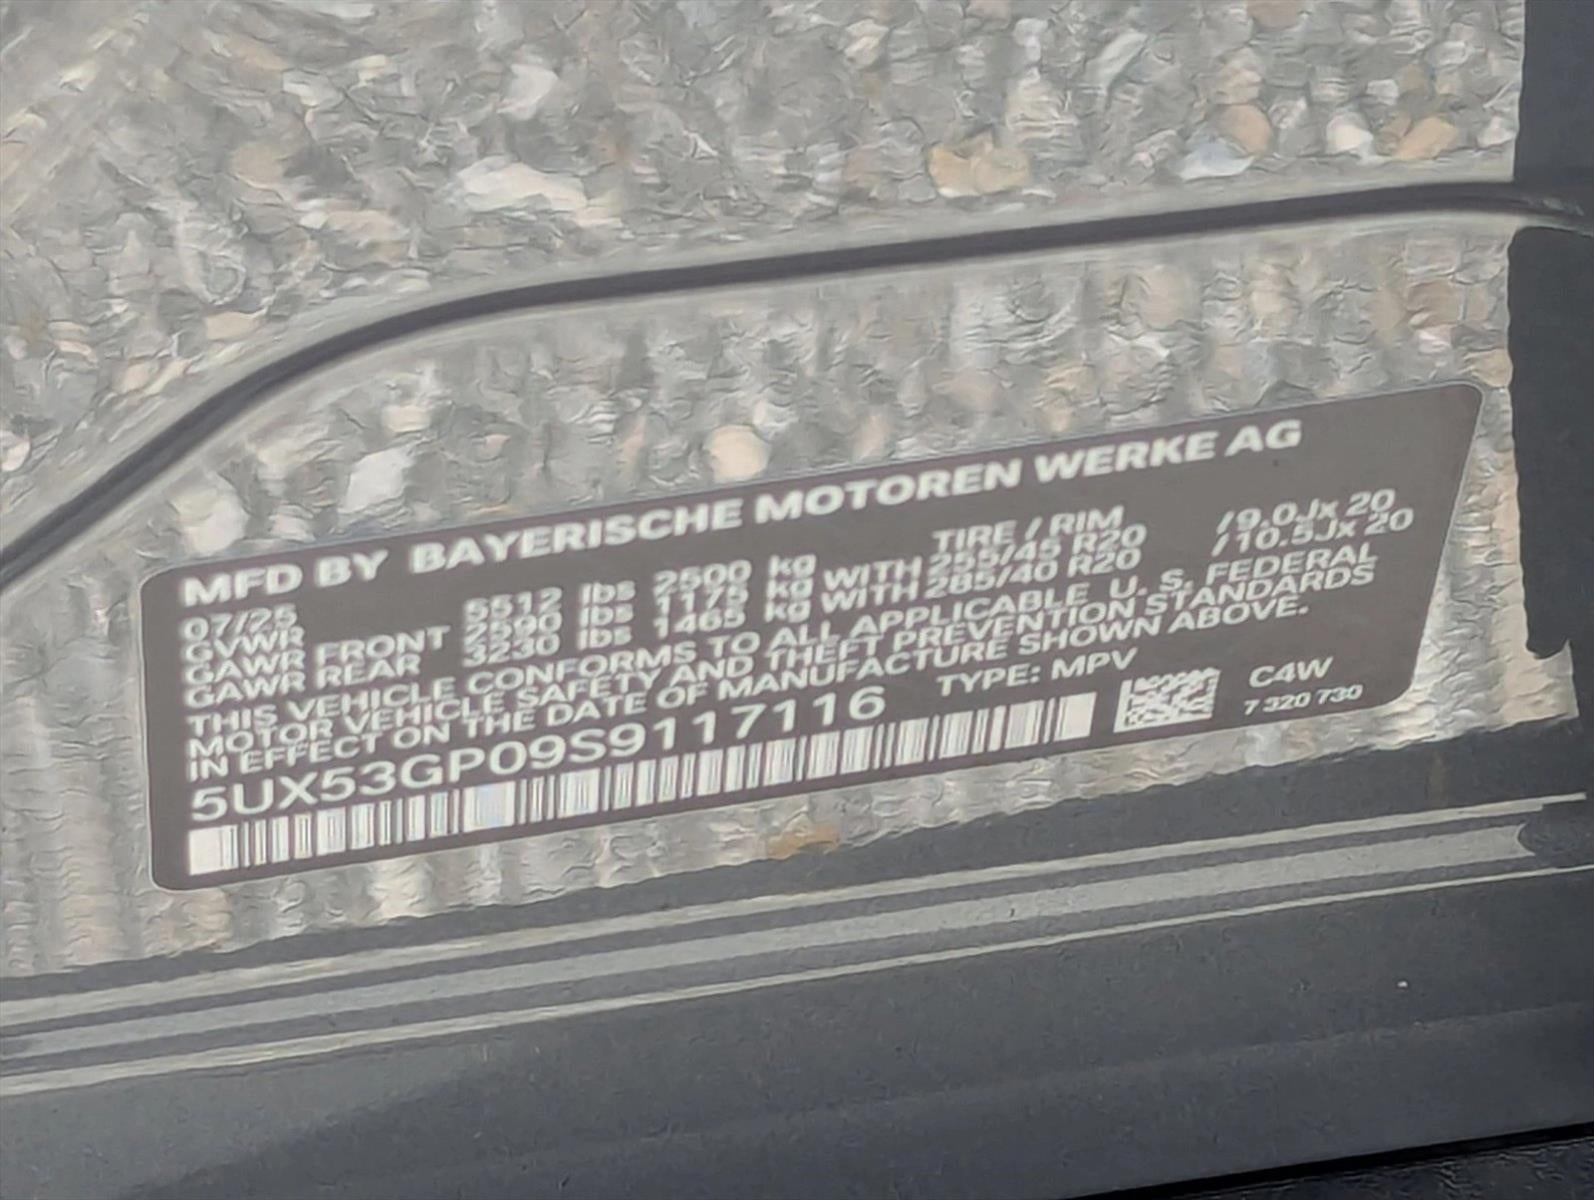 MFD BY BAYERISCHE MOTOREN WERKE AG
07/25 TIRE / RIM
GVWR 5512 lbs 2500 kg
GAWR FRONT 2590 lbs 1175 kg WITH 255/45 R20 /9.0Jx 20
GAWR REAR 3230 lbs 1465 kg WITH 285/40 R20 /10.5Jx 20
THIS VEHICLE CONFORMS TO ALL APPLICABLE U. S. FEDERAL
MOTOR VEHICLE SAFETY AND THEFT PREVENTION STANDARDS
IN EFFECT ON THE DATE OF MANUFACTURE SHOWN ABOVE.
5UX53GP09S9117116 TYPE: MPV C4W
7 320 730